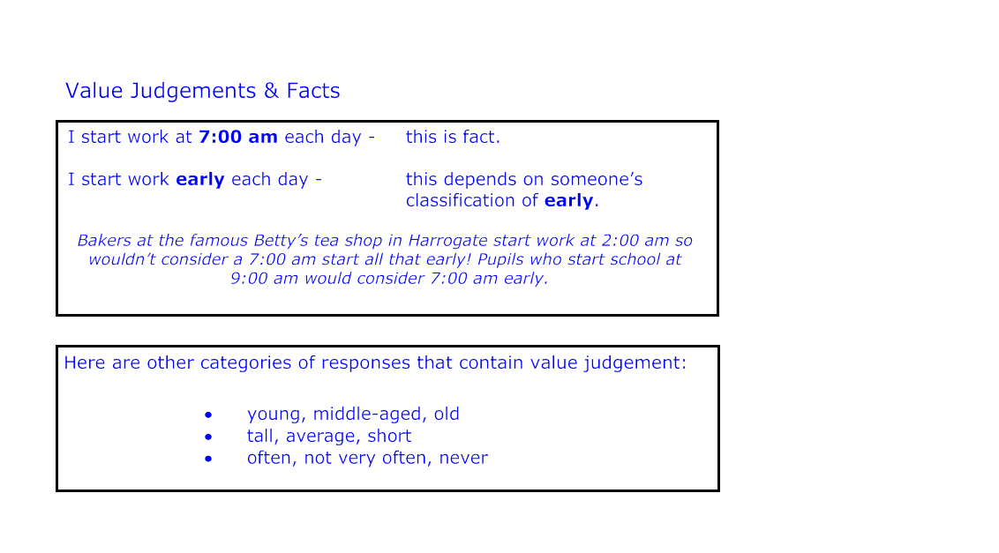 Value Judgements & Facts
I start work at 7:00 am each day - this is fact.
I start work early each day - this depends on someone’s
classification of early.
Bakers at the famous Betty’s tea shop in Harrogate start work at 2:00 am so
wouldn’t consider a 7:00 am start all that early! Pupils who start school at
9:00 am would consider 7:00 am early.
Here are other categories of responses that contain value judgement:
• young, middle-aged, old
• tall, average, short
• often, not very often, never